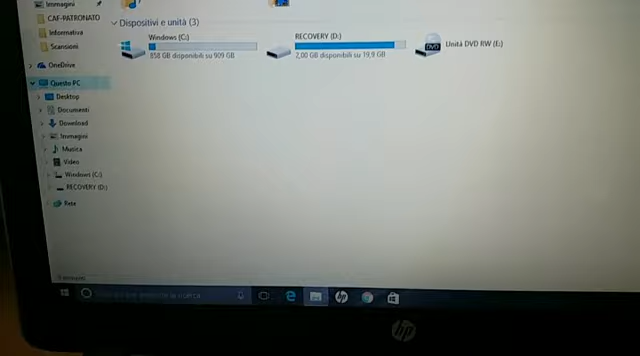 Immagini
CAF-PATRONATO
Informativa
Scansioni
OneDrive
Questo PC
Desktop
Documenti
Download
Immagini
Musica
Video
Windows (C:)
RECOVERY (D:)
Rete
Dispositivi e unità (3)
Windows (C:)
858 GB disponibili su 909 GB
RECOVERY (D:)
2,00 GB disponibili su 19,9 GB
DVD
Unità DVD RW (E:)
hp
hp